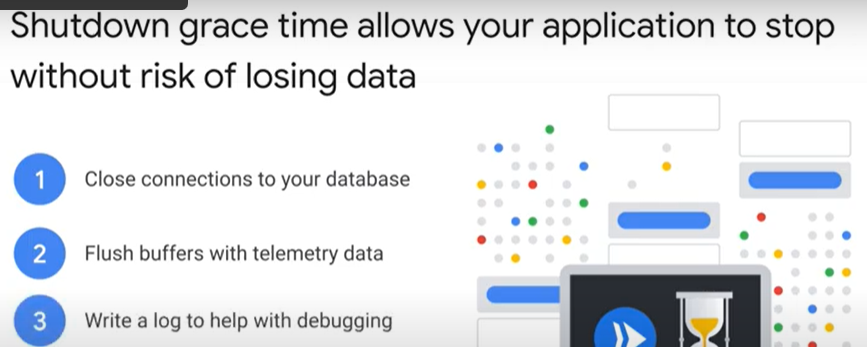 Shutdown grace time allows your application to stop
without risk of losing data
1 Close connections to your database
2 Flush buffers with telemetry data
3 Write a log to help with debugging